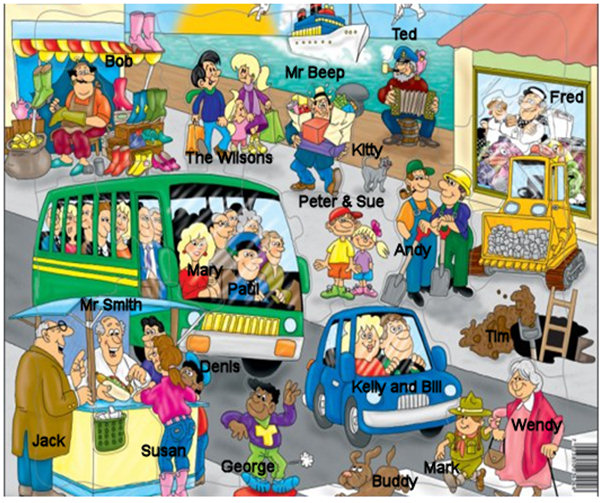 Ted
Bob
Mr Beep
Fred
The Wilsons
Kitty
Peter & Sue
Andy
Mary
Paul
Mr Smith
Tim
Denis
Kelly and Bill
Wendy
Jack
Susan
George
Mark
Buddy